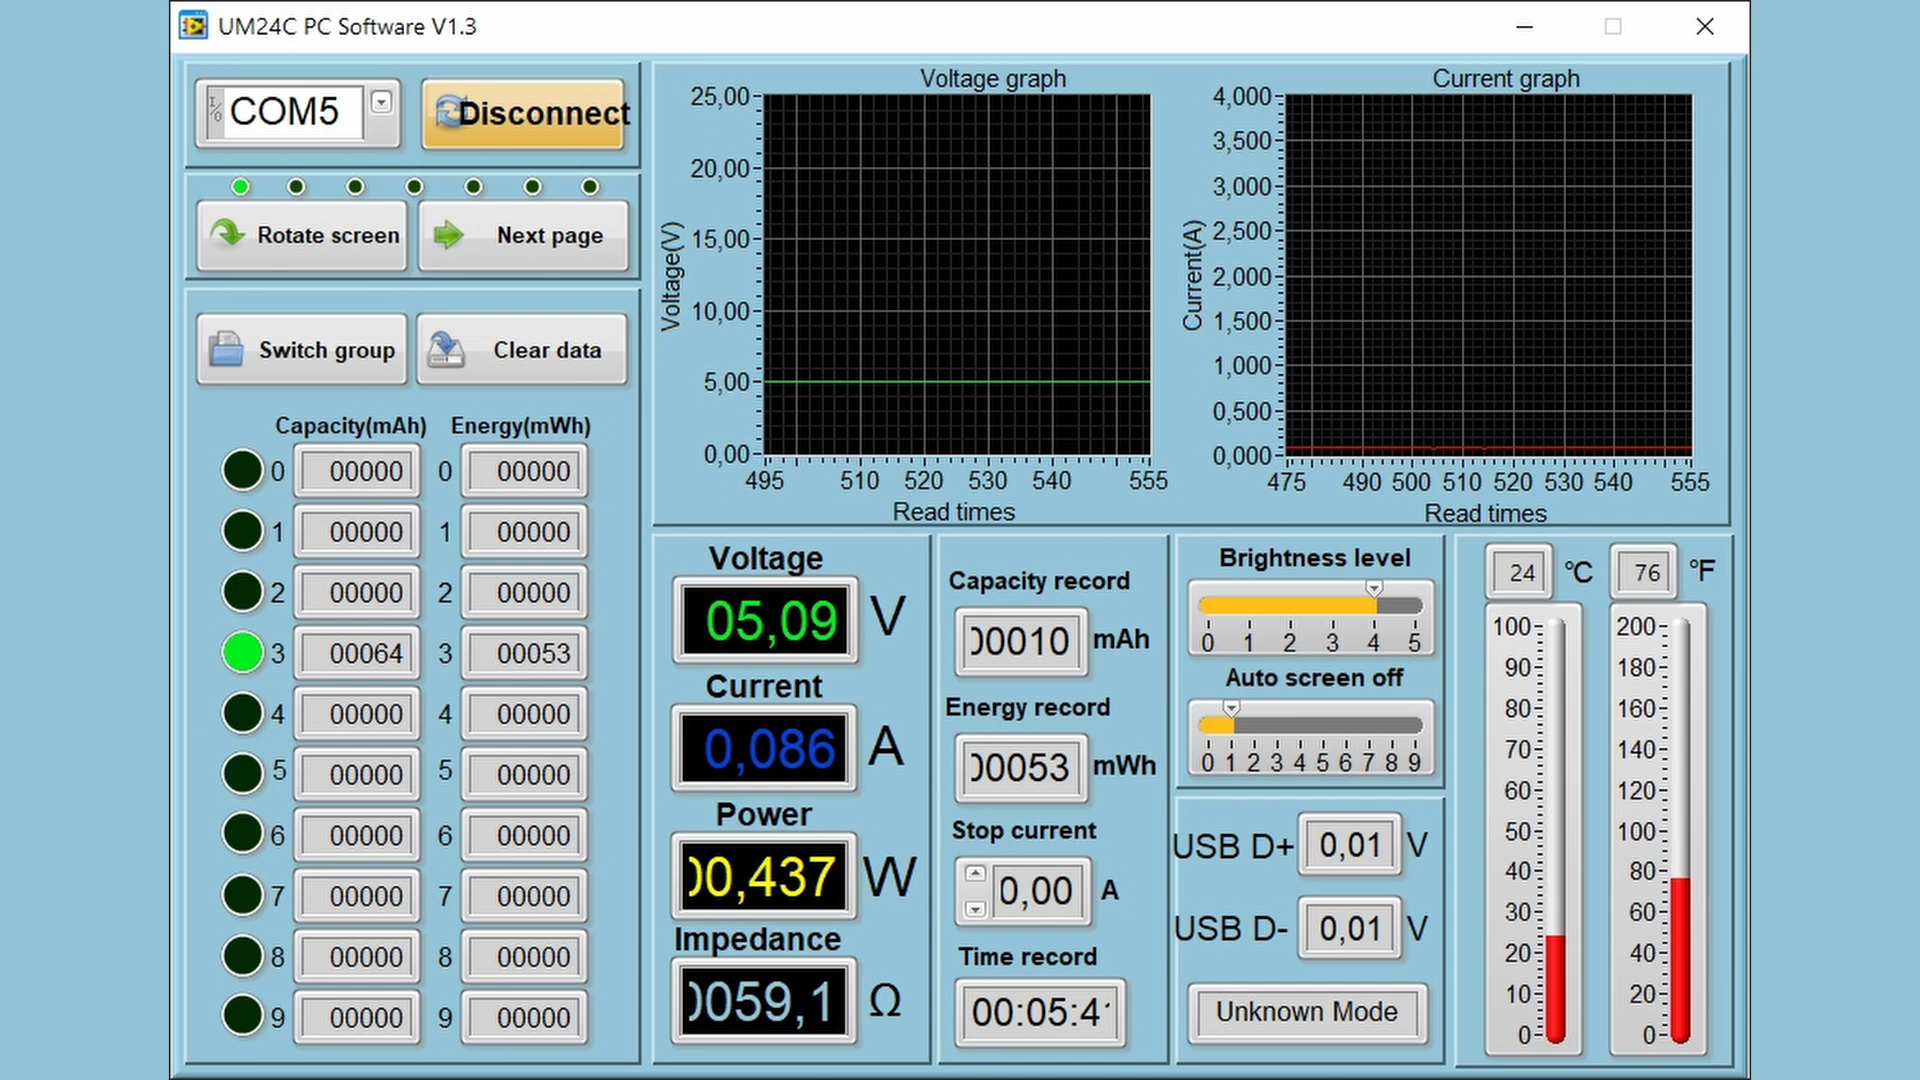 UM24C PC Software V1.3
COM5
Disconnect
Rotate screen
Next page
Switch group
Clear data
Capacity(mAh) Energy(mWh)
0 00000 0 00000
1 00000 1 00000
2 00000 2 00000
3 00064 3 00053
4 00000 4 00000
5 00000 5 00000
6 00000 6 00000
7 00000 7 00000
8 00000 8 00000
9 00000 9 00000
Voltage graph
25,00
20,00
15,00
10,00
5,00
0,00
Voltage(V)
495 510 520 530 540 555
Read times
Current graph
4,000
3,500
3,000
2,500
2,000
1,500
1,000
0,500
0,000
Current(A)
475 490 500 510 520 530 540 555
Read times
Voltage
05,09 V
Current
0,086 A
Power
00,437 W
Impedance
0059,1 Ω
Capacity record
00010 mAh
Energy record
00053 mWh
Stop current
0,00 A
Time record
00:05:4
Brightness level
0 1 2 3 4 5
Auto screen off
0 1 2 3 4 5 6 7 8 9
USB D+ 0,01 V
USB D- 0,01 V
Unknown Mode
24 °C
100
90
80
70
60
50
40
30
20
10
0
76 °F
200
180
160
140
120
100
80
60
40
20
0